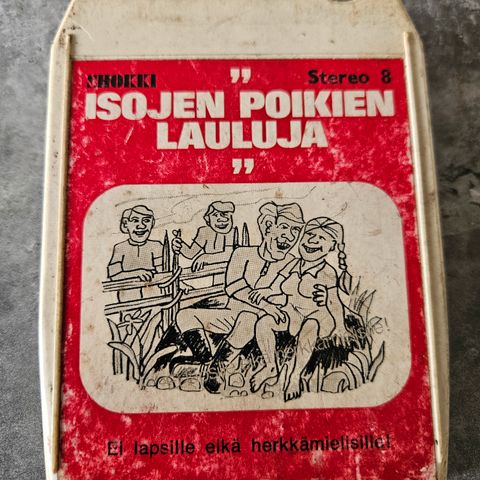 SHOKKI
Stereo 8
"
ISOJEN POIKIEN
LAULUJA
"
Ei lapsille eikä herkkämielisille!